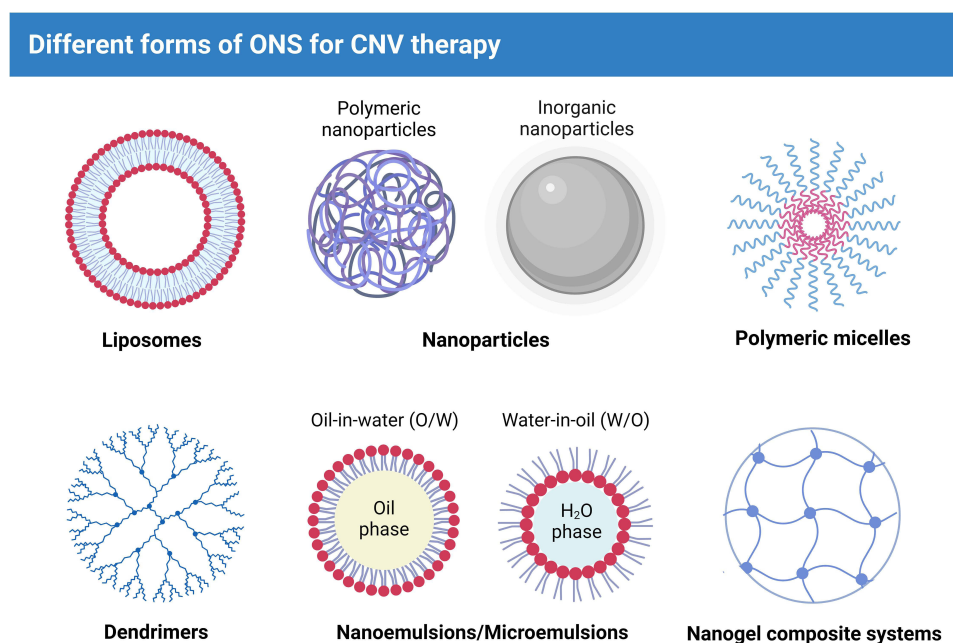 Different forms of ONS for CNV therapy
Polymeric
nanoparticles
Inorganic
nanoparticles
Liposomes
Nanoparticles
Polymeric micelles
Oil-in-water (O/W)
Water-in-oil (W/O)
Oil
phase
H₂O
phase
Dendrimers
Nanoemulsions/Microemulsions
Nanogel composite systems